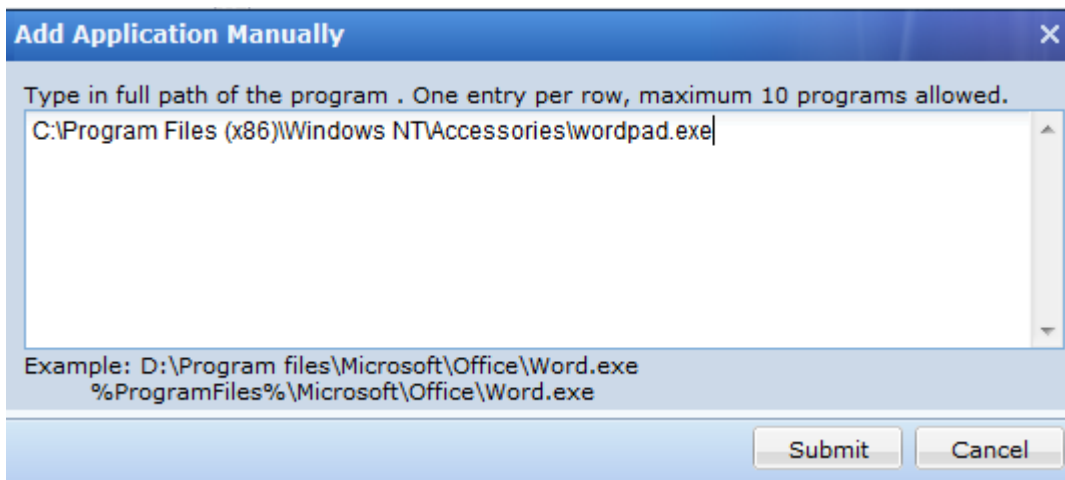 Add Application Manually
Type in full path of the program . One entry per row, maximum 10 programs allowed.
C:\Program Files (x86)\Windows NT\Accessories\wordpad.exe
Example: D:\Program files\Microsoft\Office\Word.exe
%ProgramFiles%\Microsoft\Office\Word.exe
Submit Cancel